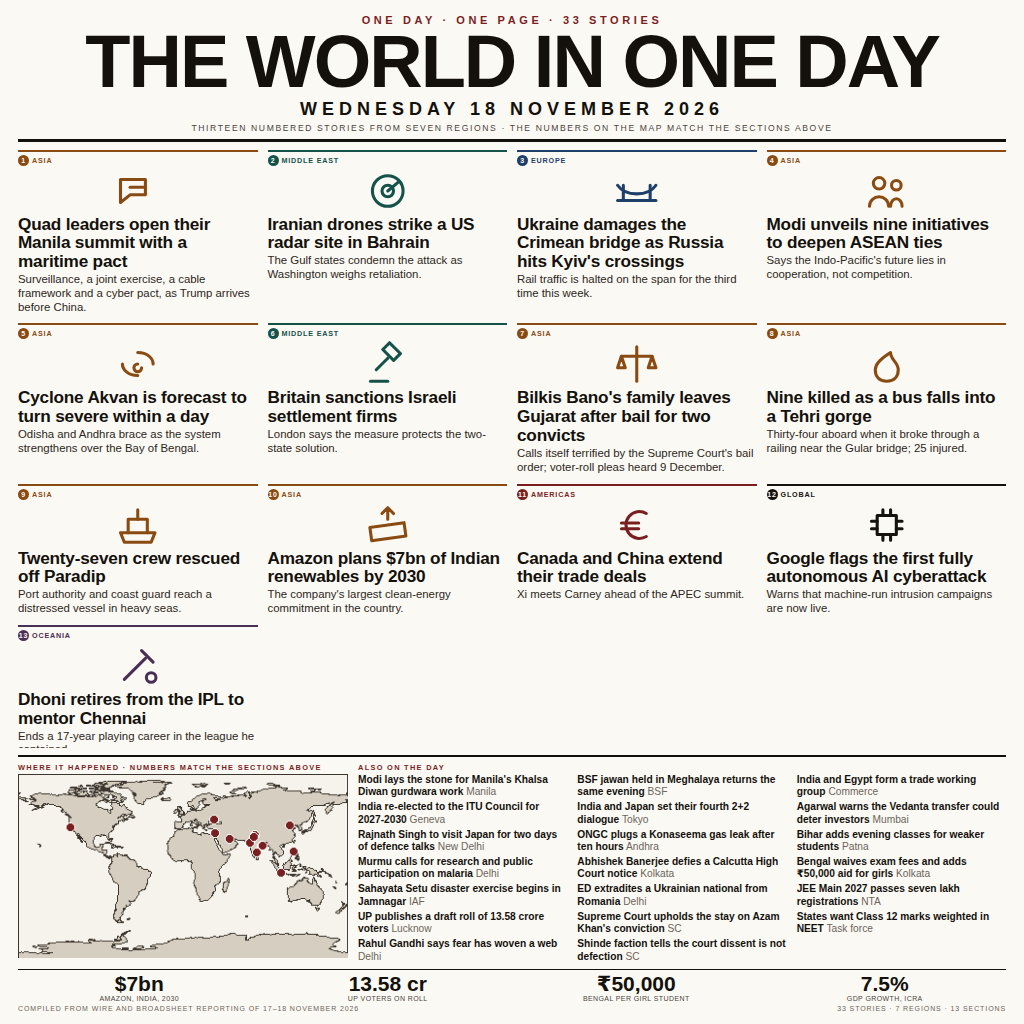 ONE DAY · ONE PAGE · 33 STORIES
THE WORLD IN ONE DAY
WEDNESDAY 18 NOVEMBER 2026
THIRTEEN NUMBERED STORIES FROM SEVEN REGIONS · THE NUMBERS ON THE MAP MATCH THE SECTIONS ABOVE
1 ASIA
Quad leaders open their
Manila summit with a
maritime pact
Surveillance, a joint exercise, a cable
framework and a cyber pact, as Trump arrives
before China.
2 MIDDLE EAST
Iranian drones strike a US
radar site in Bahrain
The Gulf states condemn the attack as
Washington weighs retaliation.
3 EUROPE
Ukraine damages the
Crimean bridge as Russia
hits Kyiv's crossings
Rail traffic is halted on the span for the third
time this week.
4 ASIA
Modi unveils nine initiatives
to deepen ASEAN ties
Says the Indo-Pacific's future lies in
cooperation, not competition.
5 ASIA
Cyclone Akvan is forecast to
turn severe within a day
Odisha and Andhra brace as the system
strengthens over the Bay of Bengal.
6 MIDDLE EAST
Britain sanctions Israeli
settlement firms
London says the measure protects the two-
state solution.
7 ASIA
Bilkis Bano's family leaves
Gujarat after bail for two
convicts
Calls itself terrified by the Supreme Court's bail
order; voter-roll pleas heard 9 December.
8 ASIA
Nine killed as a bus falls into
a Tehri gorge
Thirty-four aboard when it broke through a
railing near the Gular bridge; 25 injured.
9 ASIA
Twenty-seven crew rescued
off Paradip
Port authority and coast guard reach a
distressed vessel in heavy seas.
10 ASIA
Amazon plans $7bn of Indian
renewables by 2030
The company's largest clean-energy
commitment in the country.
11 AMERICAS
Canada and China extend
their trade deals
Xi meets Carney ahead of the APEC summit.
12 GLOBAL
Google flags the first fully
autonomous AI cyberattack
Warns that machine-run intrusion campaigns
are now live.
13 OCEANIA
Dhoni retires from the IPL to
mentor Chennai
Ends a 17-year playing career in the league he
captained.
WHERE IT HAPPENED · NUMBERS MATCH THE SECTIONS ABOVE
ALSO ON THE DAY
Modi lays the stone for Manila's Khalsa
Diwan gurdwara work Manila
India re-elected to the ITU Council for
2027-2030 Geneva
Rajnath Singh to visit Japan for two days
of defence talks New Delhi
Murmu calls for research and public
participation on malaria Delhi
Sahayata Setu disaster exercise begins in
Jamnagar IAF
UP publishes a draft roll of 13.58 crore
voters Lucknow
Rahul Gandhi says fear has woven a web
Delhi
BSF jawan held in Meghalaya returns the
same evening BSF
India and Japan set their fourth 2+2
dialogue Tokyo
ONGC plugs a Konaseema gas leak after
ten hours Andhra
Abhishek Banerjee defies a Calcutta High
Court notice Kolkata
ED extradites a Ukrainian national from
Romania Delhi
Supreme Court upholds the stay on Azam
Khan's conviction SC
Shinde faction tells the court dissent is not
defection SC
India and Egypt form a trade working
group Commerce
Agarwal warns the Vedanta transfer could
deter investors Mumbai
Bihar adds evening classes for weaker
students Patna
Bengal waives exam fees and adds
₹50,000 aid for girls Kolkata
JEE Main 2027 passes seven lakh
registrations NTA
States want Class 12 marks weighted in
NEET Task force
$7bn
AMAZON, INDIA, 2030
13.58 cr
UP VOTERS ON ROLL
₹50,000
BENGAL PER GIRL STUDENT
7.5%
GDP GROWTH, ICRA
COMPILED FROM WIRE AND BROADSHEET REPORTING OF 17–18 NOVEMBER 2026
33 STORIES · 7 REGIONS · 13 SECTIONS